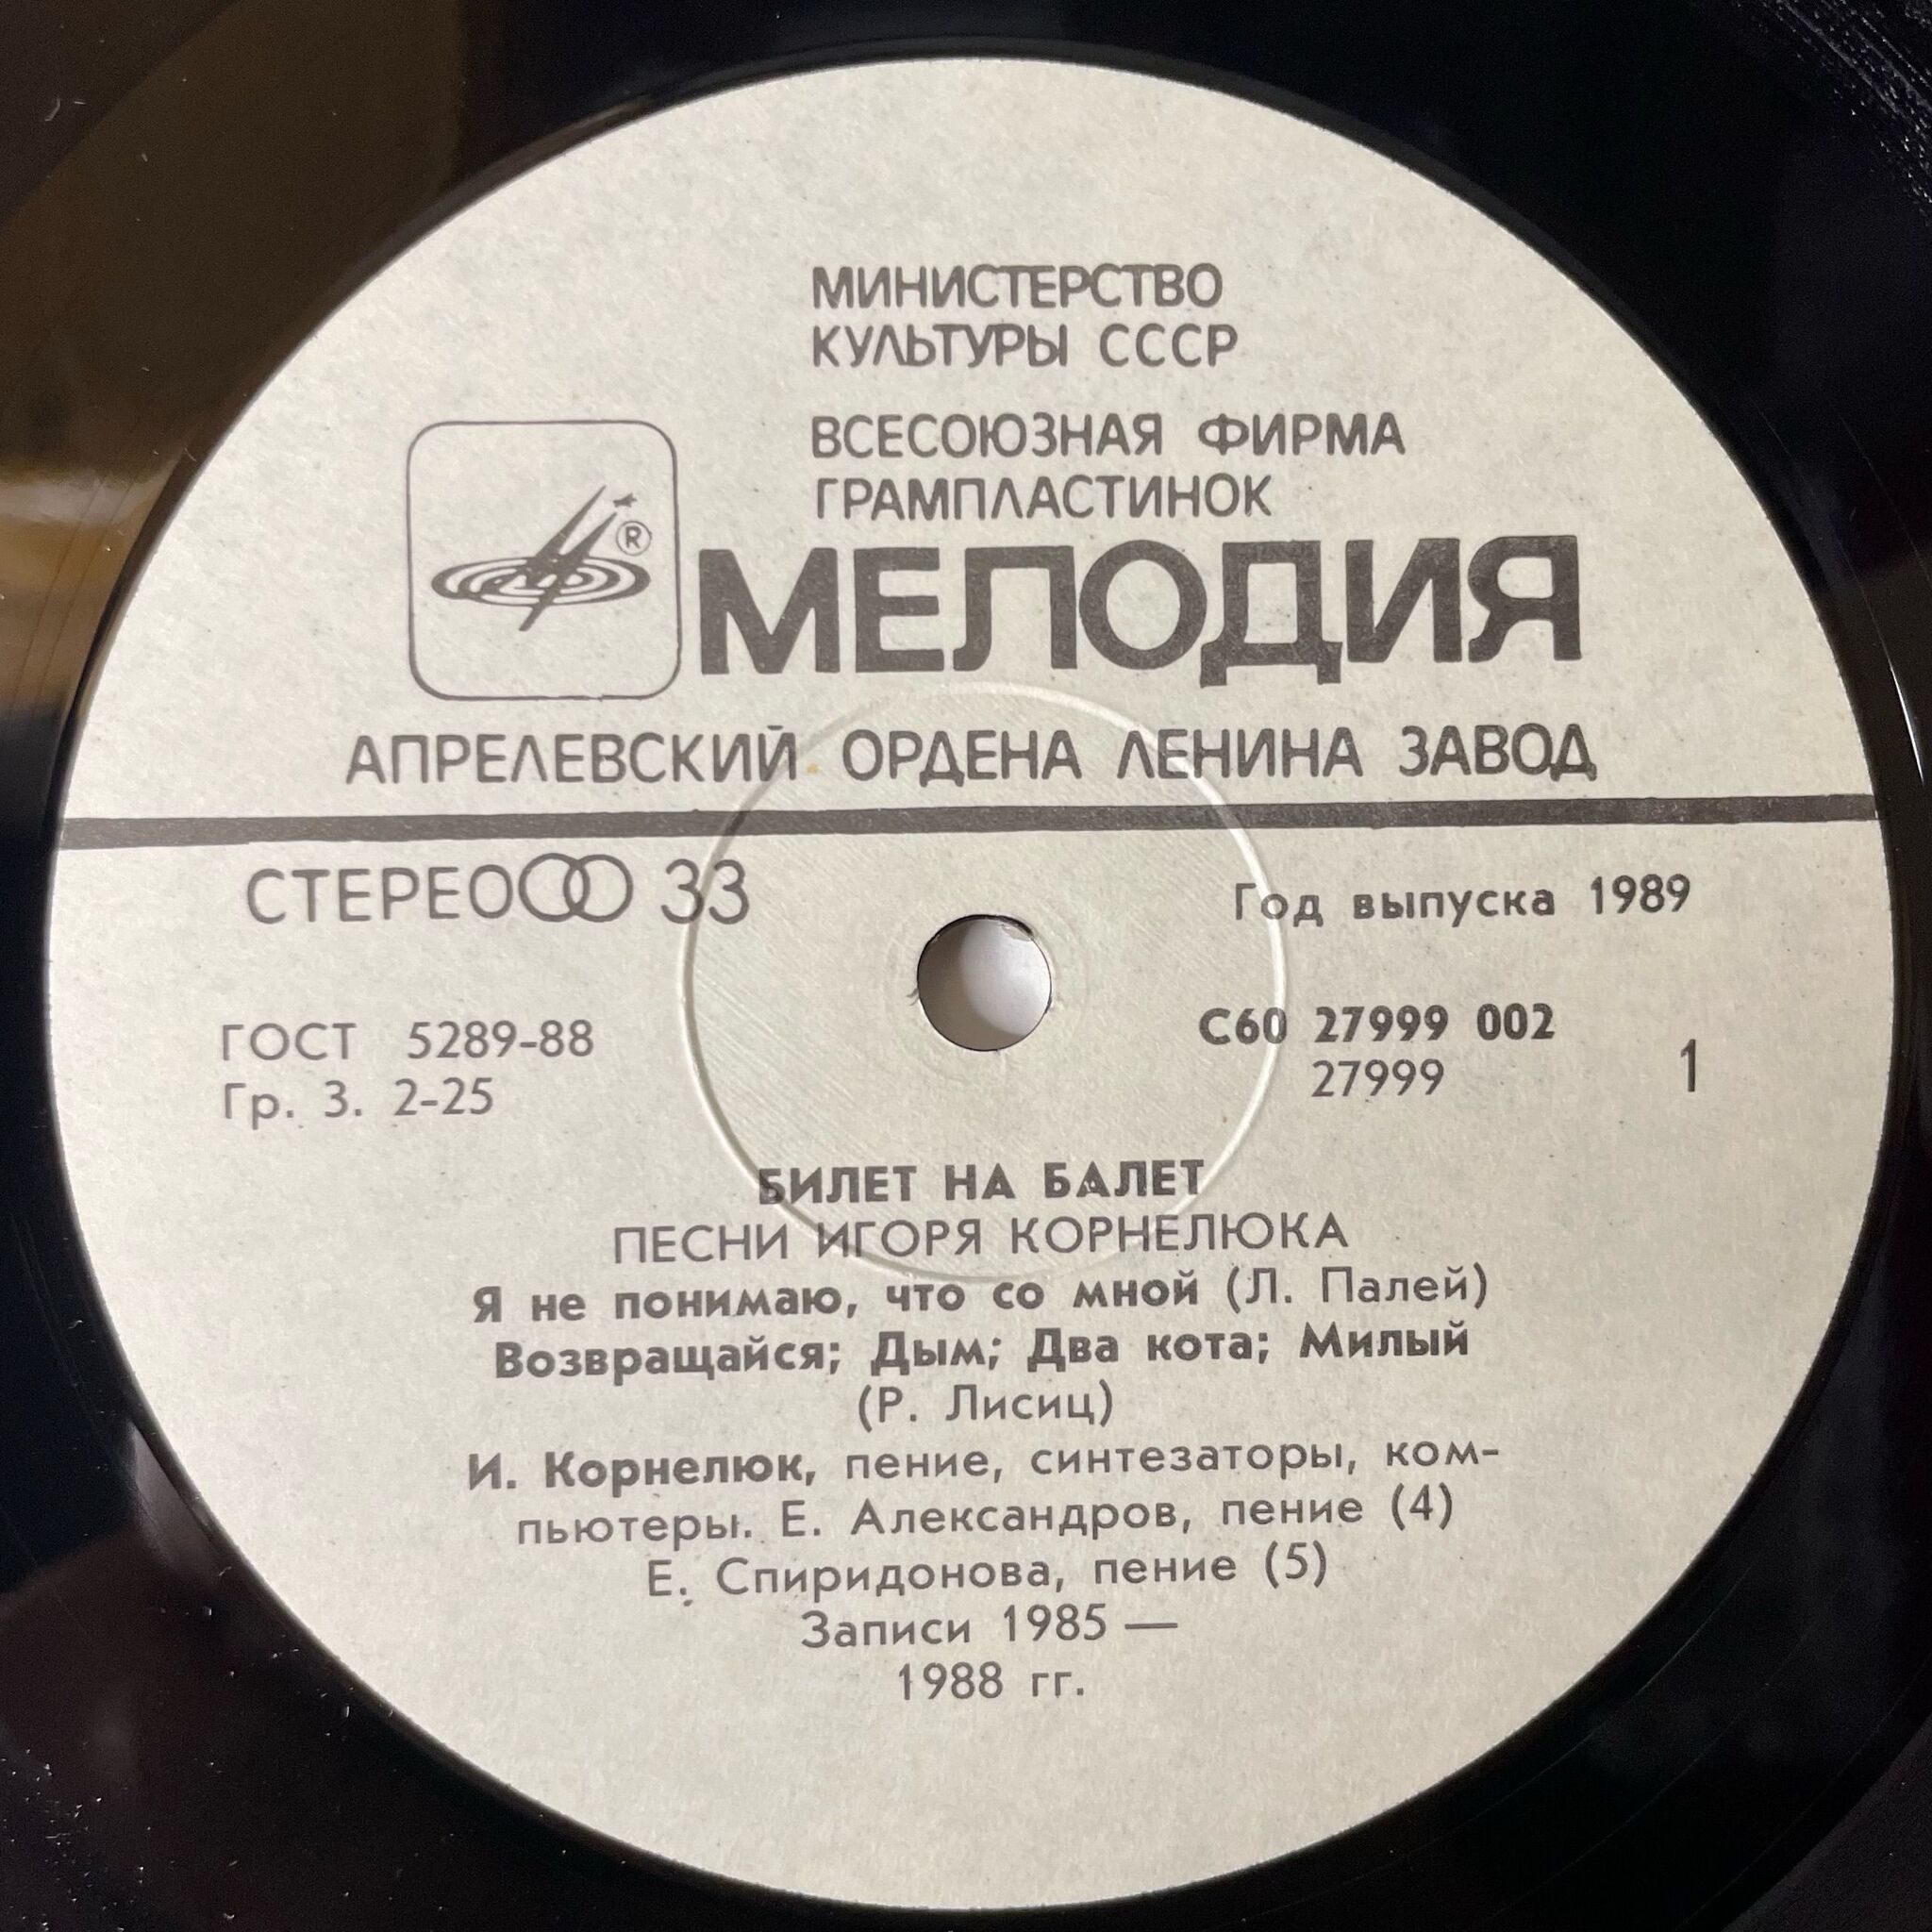 МИНИСТЕРСТВО
КУЛЬТУРЫ СССР
ВСЕСОЮЗНАЯ ФИРМА
ГРАМПЛАСТИНОК
®
МЕЛОДИЯ
АПРЕЛЕВСКИЙ ОРДЕНА ЛЕНИНА ЗАВОД
СТЕРЕО 33
Год выпуска 1989
ГОСТ 5289-88
Гр. 3. 2-25
С60 27999 002
27999
1
БИЛЕТ НА БАЛЕТ
ПЕСНИ ИГОРЯ КОРНЕЛЮКА
Я не понимаю, что со мной (Л. Палей)
Возвращайся; Дым; Два кота; Милый
(Р. Лисиц)
И. Корнелюк, пение, синтезаторы, ком-
пьютеры. Е. Александров, пение (4)
Е. Спиридонова, пение (5)
Записи 1985 —
1988 гг.